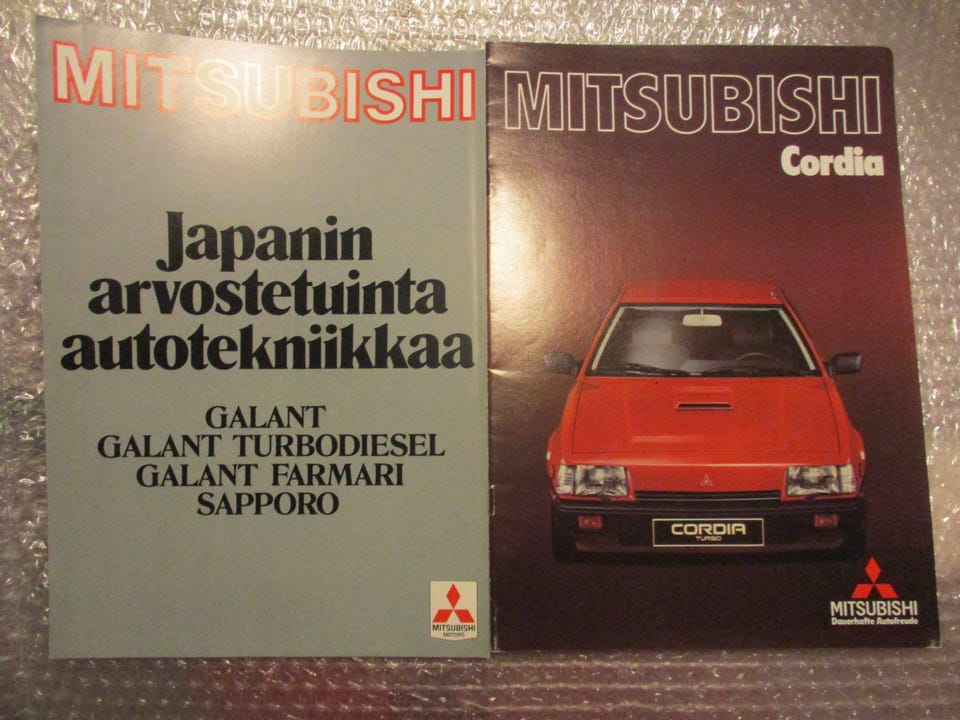 MITSUBISHI
Japanin
arvostetuinta
autotekniikkaa
GALANT
GALANT TURBODIESEL
GALANT FARMARI
SAPPORO
MITSUBISHI
MOTORS
MITSUBISHI
Cordia
CORDIA
TURBO
MITSUBISHI
Dauerhafte Autofreude